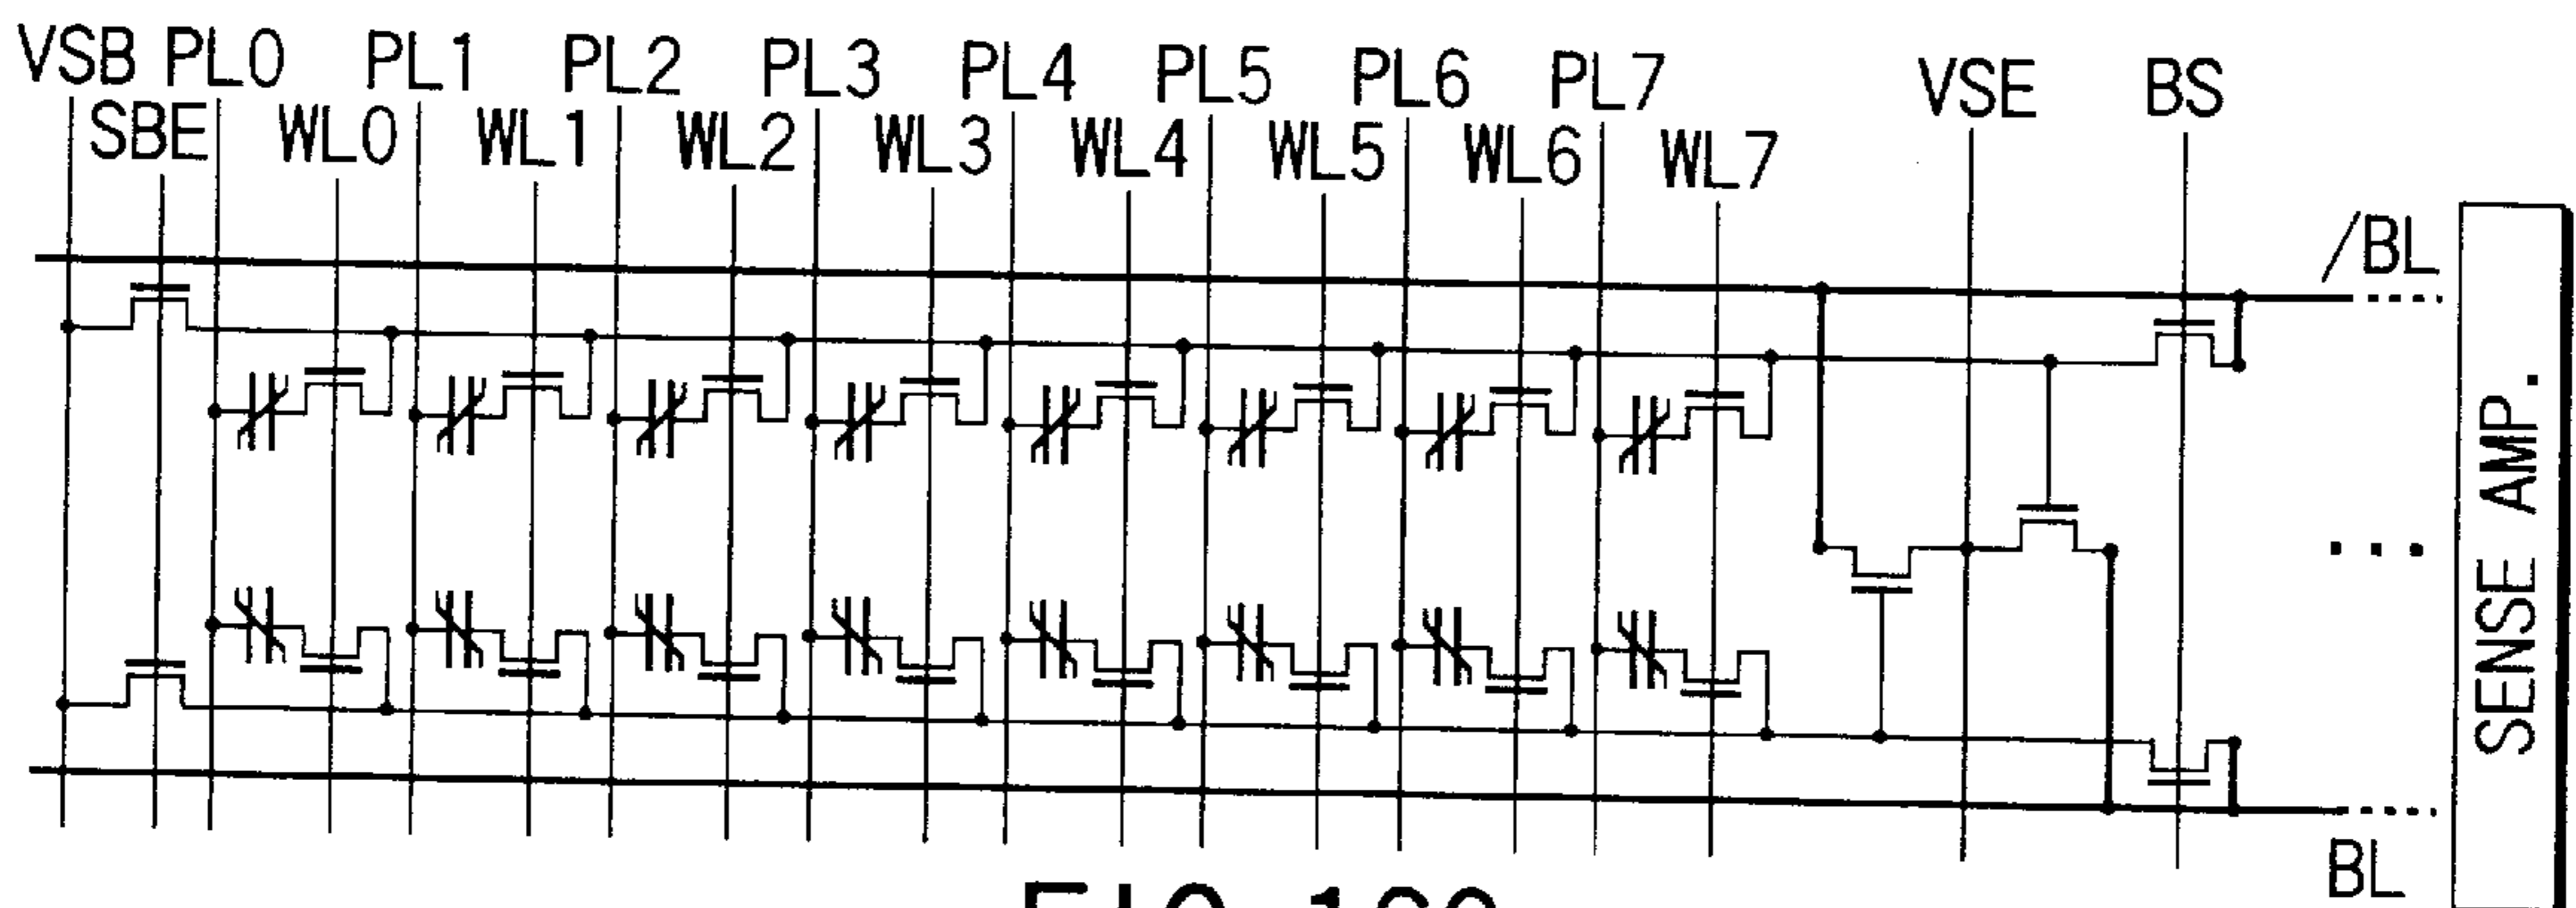 VSB PL0 PL1 PL2 PL3 PL4 PL5 PL6 PL7 VSE BS
SBE WL0 WL1 WL2 WL3 WL4 WL5 WL6 WL7
/BL
SENSE AMP.
BL